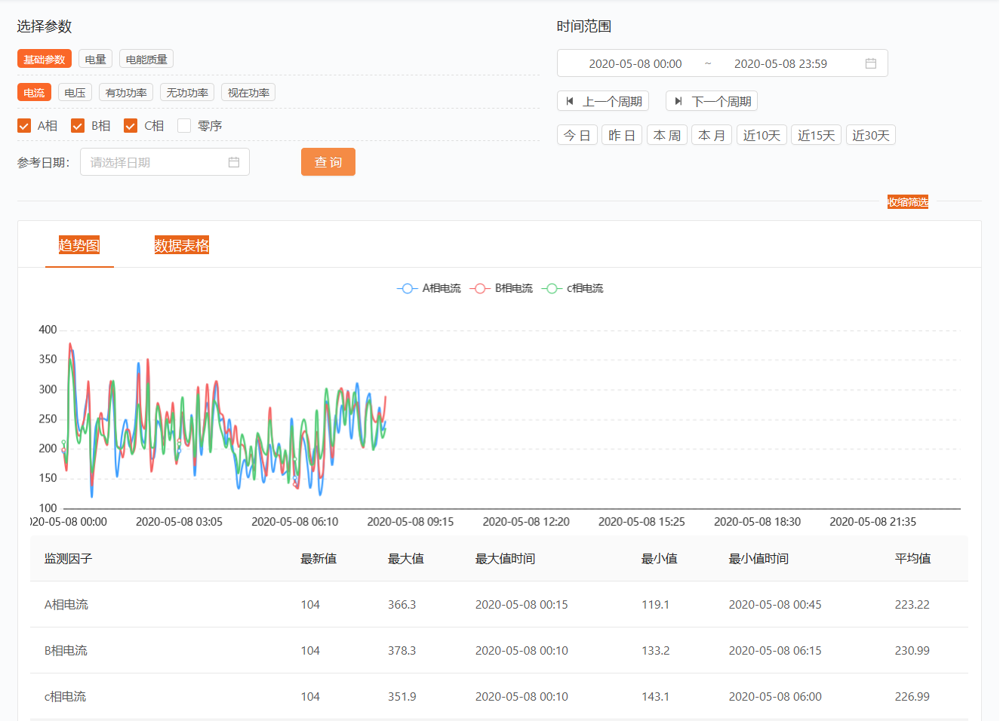 选择参数
基础参数 电量 电能质量
电流 电压 有功功率 无功功率 视在功率
A相 B相 C相 零序
参考日期: 请选择日期 查 询
时间范围
2020-05-08 00:00 ~ 2020-05-08 23:59
上一个周期 下一个周期
今 日 昨 日 本 周 本 月 近10天 近15天 近30天
收缩筛选
趋势图 数据表格
A相电流 B相电流 c相电流
400
350
300
250
200
150
100
020-05-08 00:00 2020-05-08 03:05 2020-05-08 06:10 2020-05-08 09:15 2020-05-08 12:20 2020-05-08 15:25 2020-05-08 18:30 2020-05-08 21:35
监测因子 最新值 最大值 最大值时间 最小值 最小值时间 平均值
A相电流 104 366.3 2020-05-08 00:15 119.1 2020-05-08 00:45 223.22
B相电流 104 378.3 2020-05-08 00:10 133.2 2020-05-08 06:15 230.99
c相电流 104 351.9 2020-05-08 00:10 143.1 2020-05-08 06:00 226.99